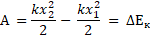 А = kx₂²/2 − kx₁²/2 = ΔEₖ